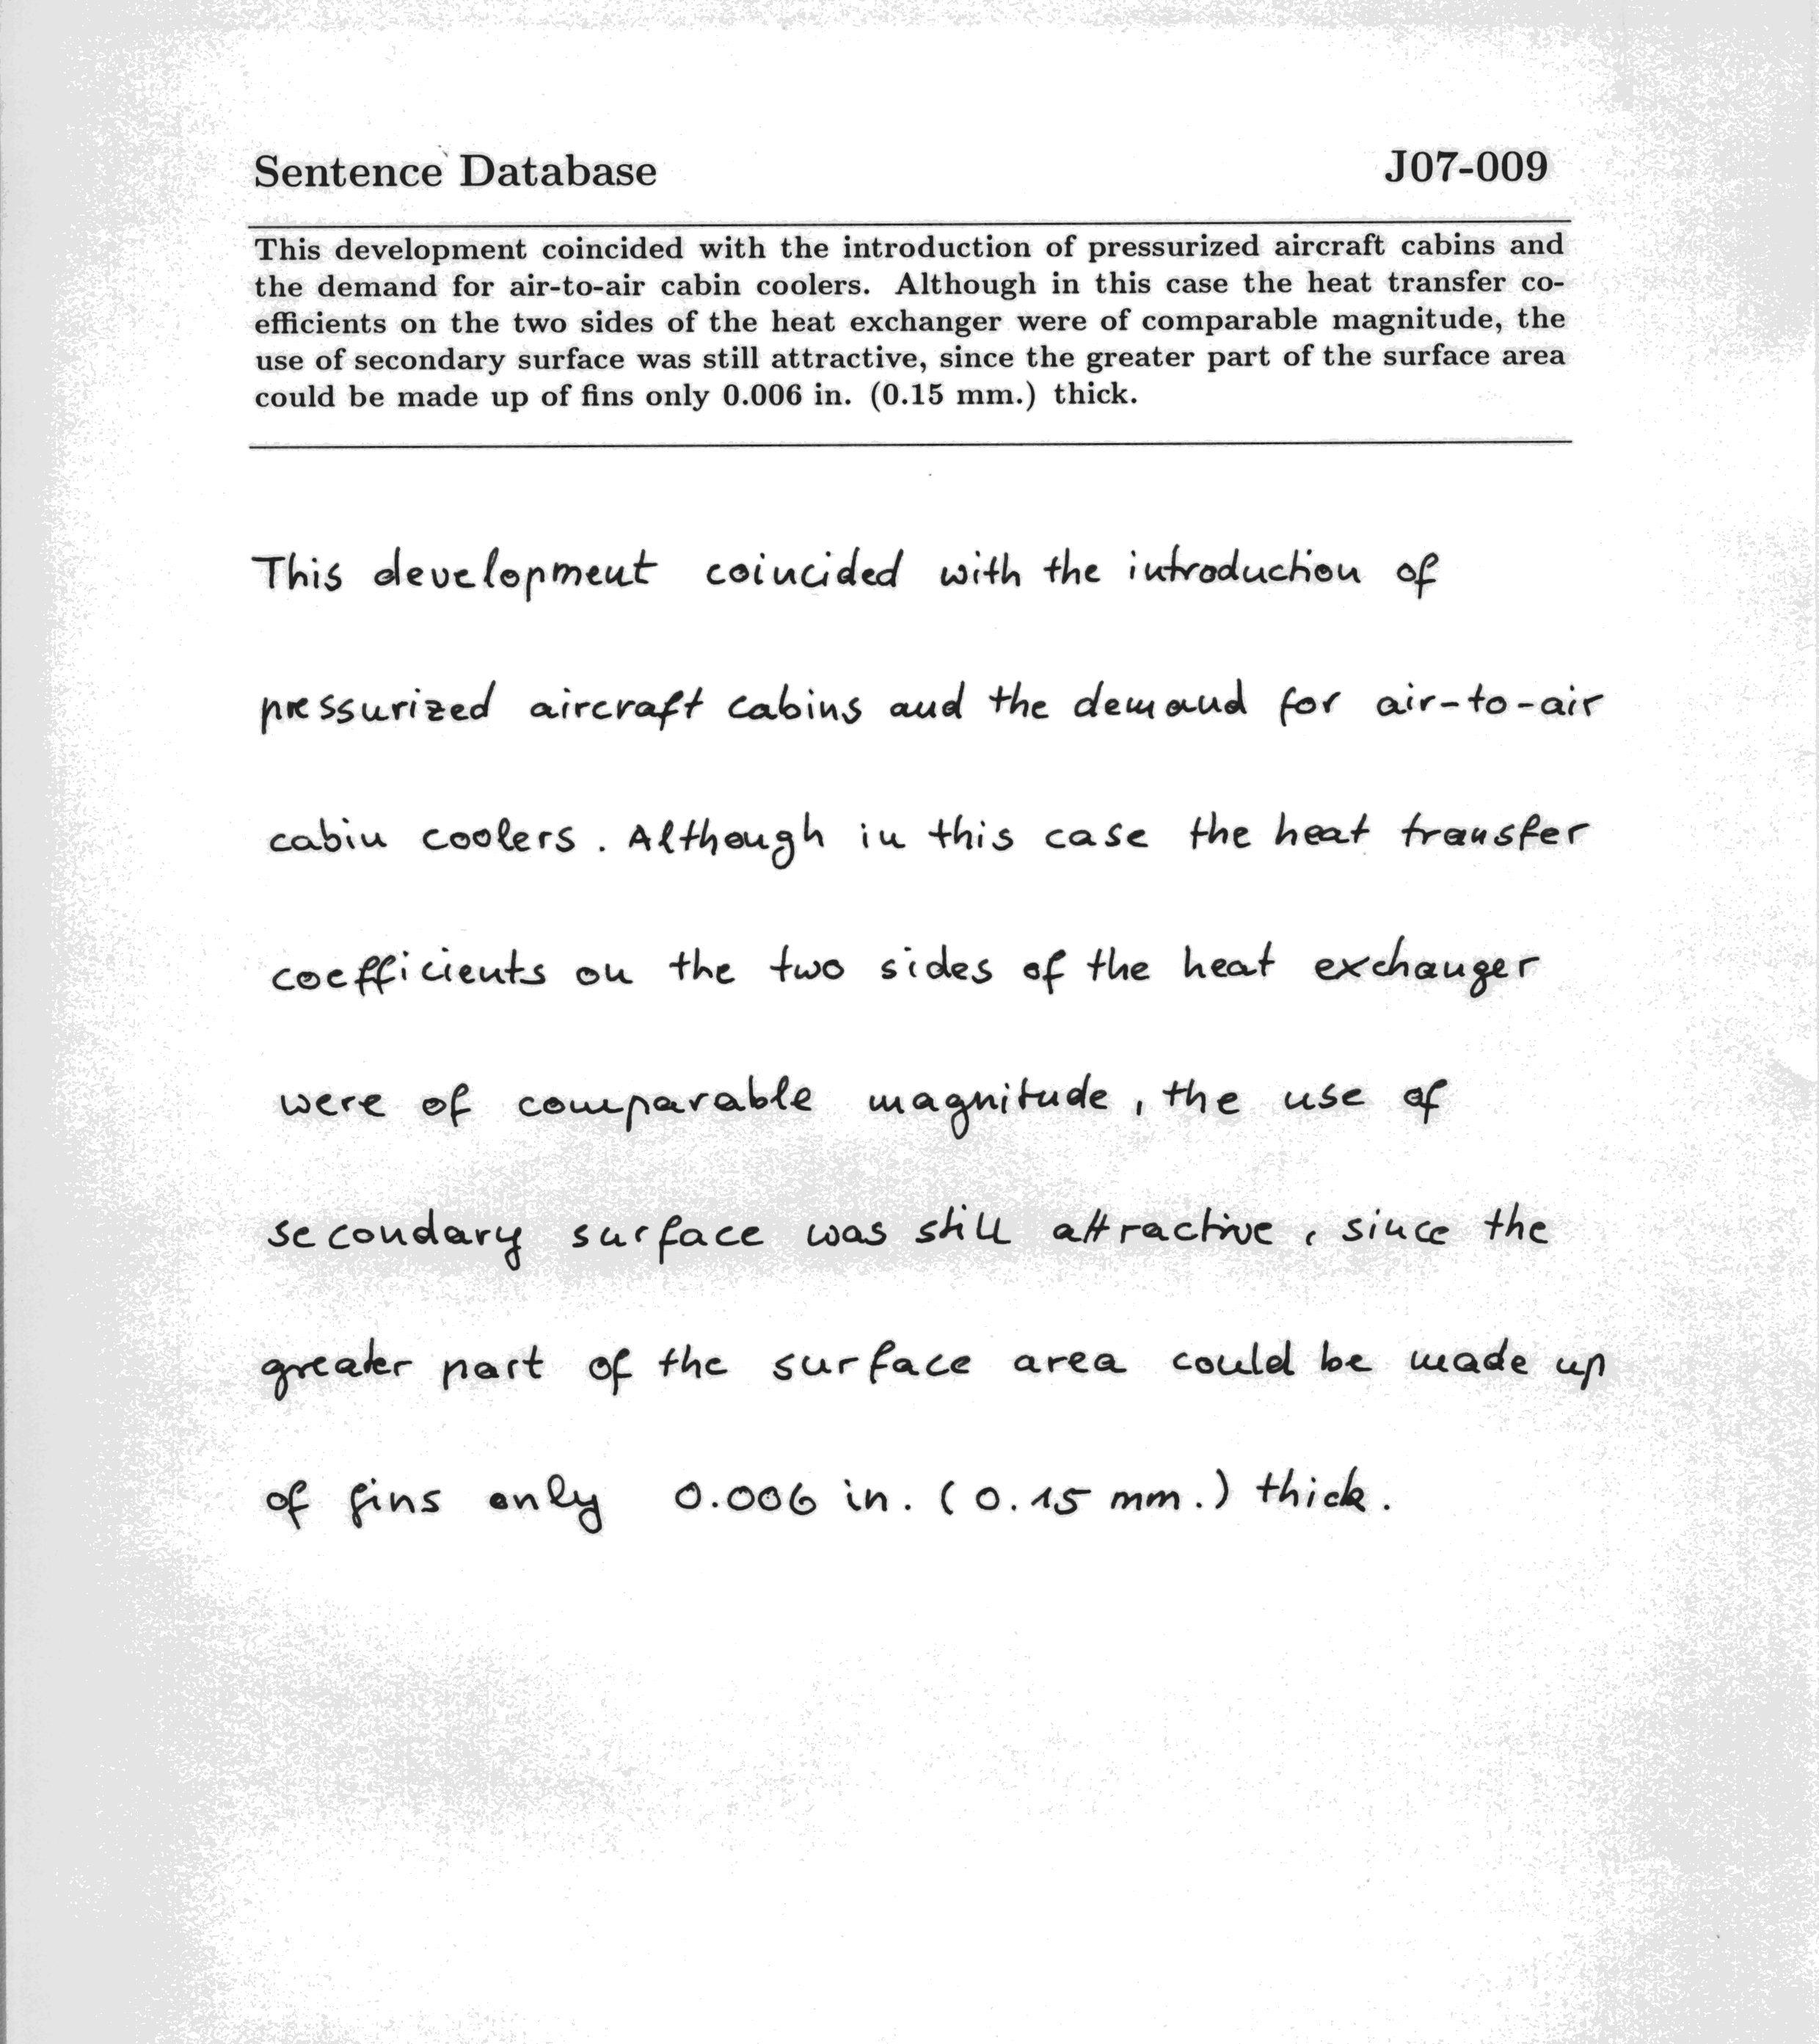 Sentence Database J07-009
This development coincided with the introduction of pressurized aircraft cabins and
the demand for air-to-air cabin coolers. Although in this case the heat transfer co-
efficients on the two sides of the heat exchanger were of comparable magnitude, the
use of secondary surface was still attractive, since the greater part of the surface area
could be made up of fins only 0.006 in. (0.15 mm.) thick.
This development coincided with the introduction of
pressurized aircraft cabins and the demand for air-to-air
cabin coolers. Although in this case the heat transfer
coefficients on the two sides of the heat exchanger
were of comparable magnitude, the use of
secondary surface was still attractive, since the
greater part of the surface area could be made up
of fins only 0.006 in. (0.15 mm.) thick.